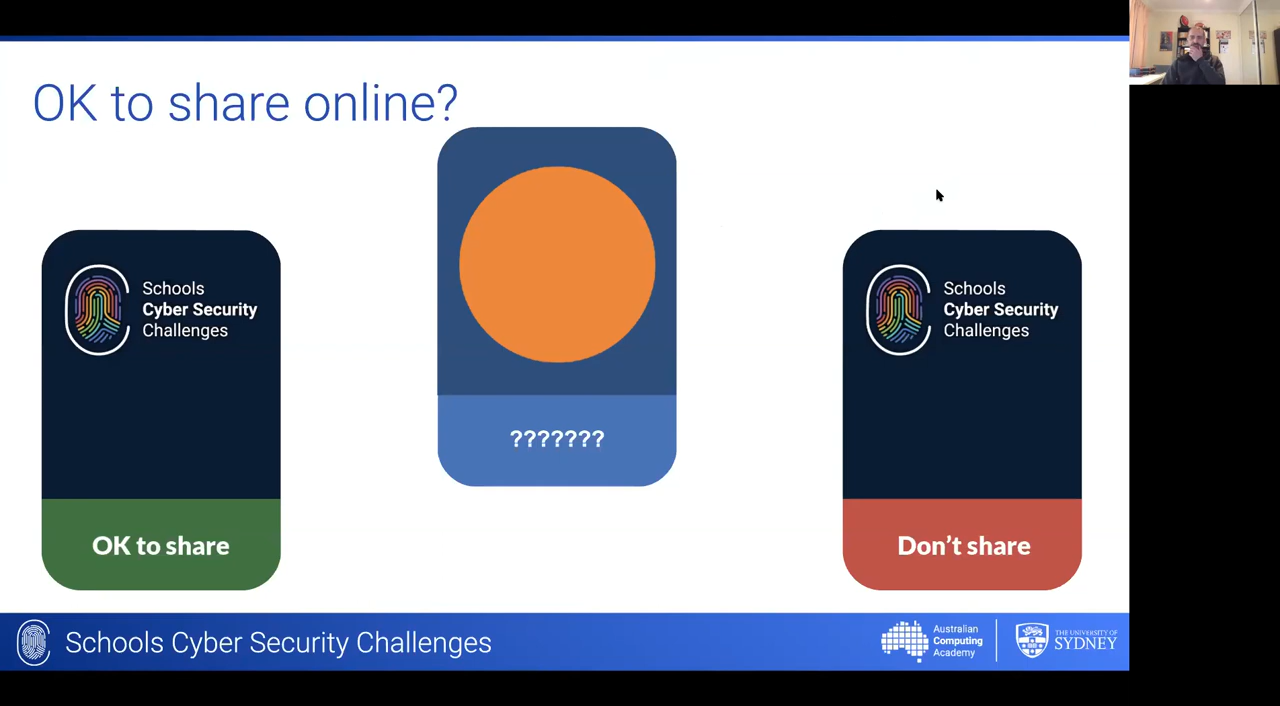 OK to share online?
Schools
Cyber Security
Challenges
OK to share
???????
Schools
Cyber Security
Challenges
Don't share
Schools Cyber Security Challenges
Australian
Computing
Academy
THE UNIVERSITY OF
SYDNEY